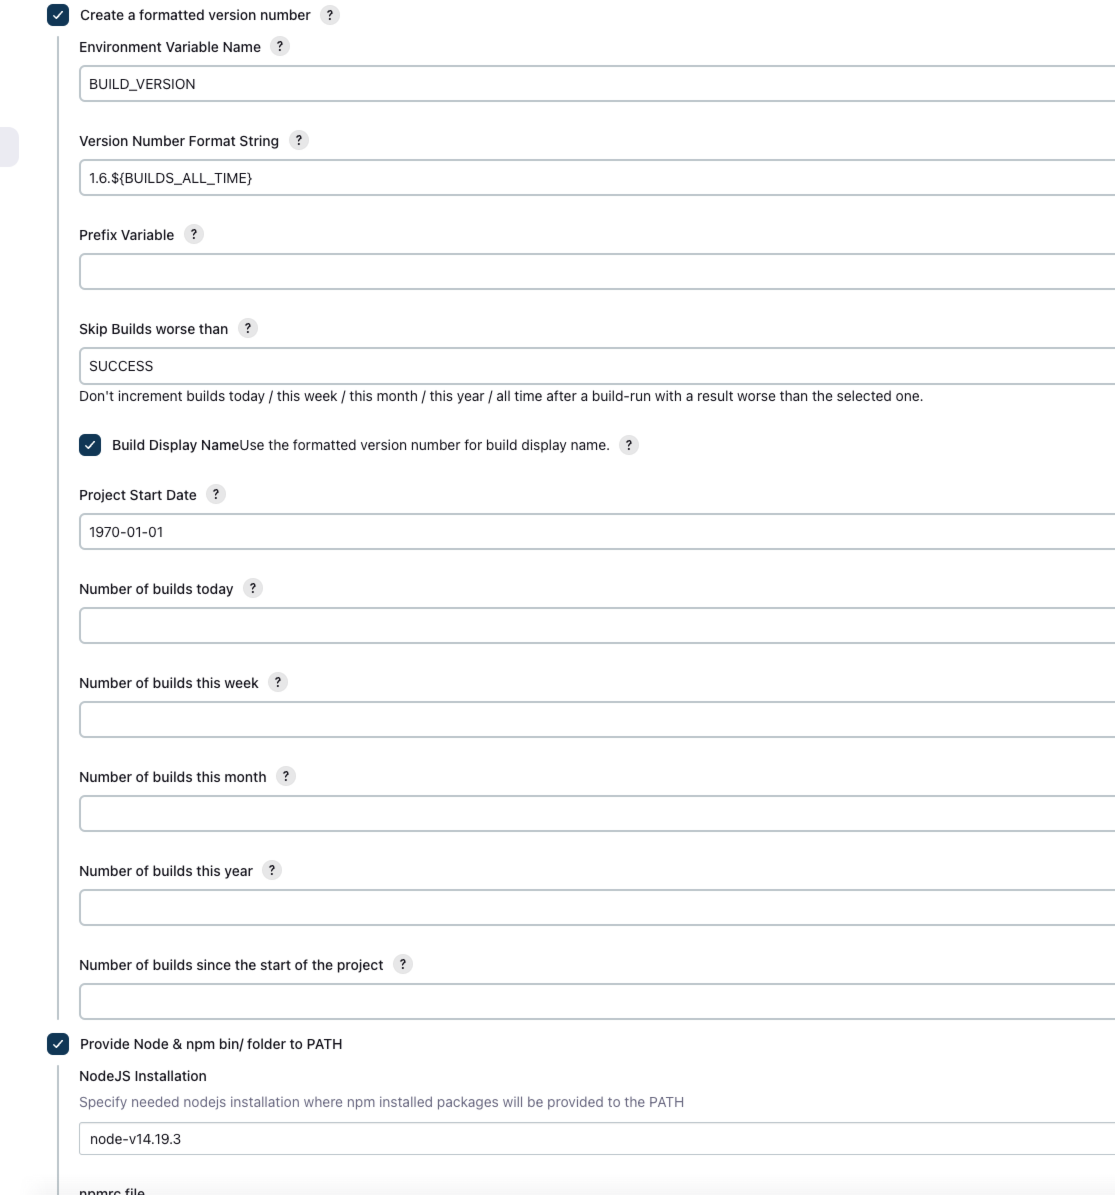 Create a formatted version number ?
Environment Variable Name ?
BUILD_VERSION
Version Number Format String ?
1.6.${BUILDS_ALL_TIME}
Prefix Variable ?
Skip Builds worse than ?
SUCCESS
Don't increment builds today / this week / this month / this year / all time after a build-run with a result worse than the selected one.
Build Display NameUse the formatted version number for build display name. ?
Project Start Date ?
1970-01-01
Number of builds today ?
Number of builds this week ?
Number of builds this month ?
Number of builds this year ?
Number of builds since the start of the project ?
Provide Node & npm bin/ folder to PATH
NodeJS Installation
Specify needed nodejs installation where npm installed packages will be provided to the PATH
node-v14.19.3
npmrc file